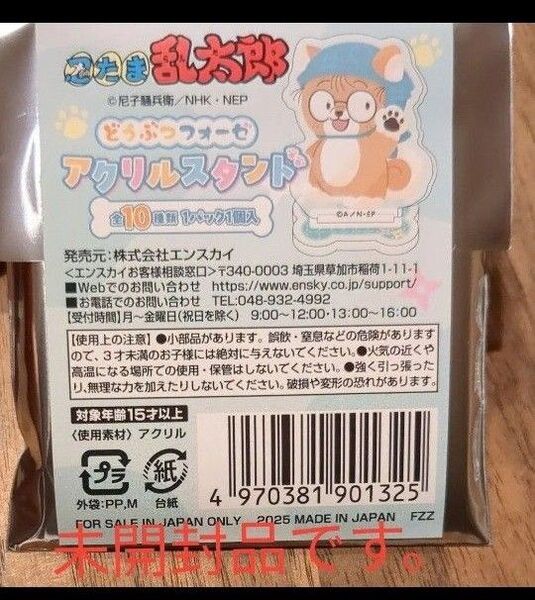 忍たま乱太郎
©尼子騒兵衛/NHK・NEP
どうぶつフォーゼ
アクリルスタンド
全10種類 1パック1個入
©A/N・EP
発売元:株式会社エンスカイ
<エンスカイお客様相談窓口>〒340-0003 埼玉県草加市稲荷1-11-1
■Webでのお問い合わせ https://www.ensky.co.jp/support/
■お電話でのお問い合わせ TEL:048-932-4992
【受付時間】月~金曜日(祝日を除く) 9:00~12:00・13:00~16:00
【使用上の注意】●小部品があります。誤飲・窒息などの危険があります
ので、3才未満のお子様には絶対に与えないでください。●火気の近くや
高温になる場所での使用・保管はしないでください。●強く引っ張った
り、無理な力を加えたりしないでください。破損や変形の恐れがあります。
対象年齢15才以上
〈使用素材〉アクリル
プラ
紙
外袋:PP,M
台紙
4 970381 901325
FOR SALE IN JAPAN ONLY 2025 MADE IN JAPAN FZZ
未開封品です。